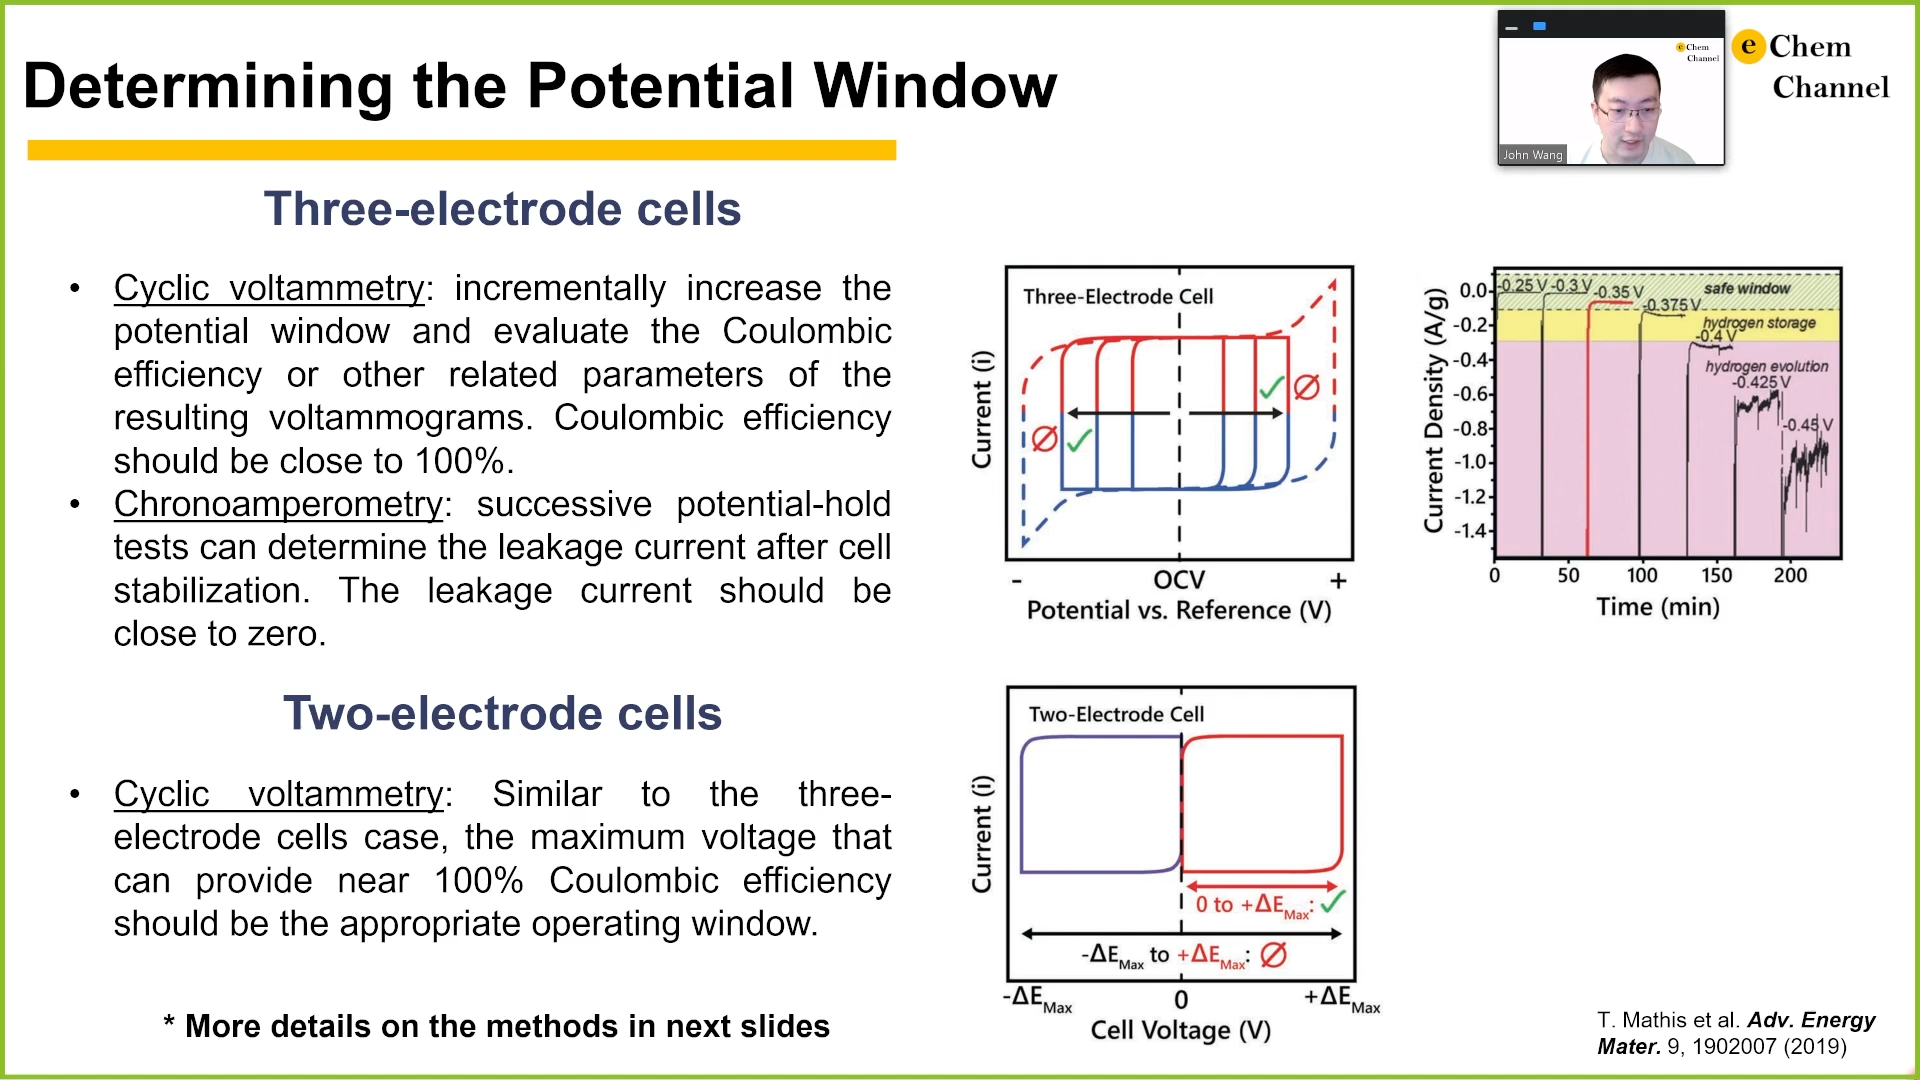 Determining the Potential Window
John Wang
e Chem
Channel
e Chem
Channel
Three-electrode cells
• Cyclic voltammetry: incrementally increase the
potential window and evaluate the Coulombic
efficiency or other related parameters of the
resulting voltammograms. Coulombic efficiency
should be close to 100%.
• Chronoamperometry: successive potential-hold
tests can determine the leakage current after cell
stabilization. The leakage current should be
close to zero.
Two-electrode cells
• Cyclic voltammetry: Similar to the three-
electrode cells case, the maximum voltage that
can provide near 100% Coulombic efficiency
should be the appropriate operating window.
* More details on the methods in next slides
Three-Electrode Cell
Current (i)
- OCV +
Potential vs. Reference (V)
Current Density (A/g)
0.0
-0.2
-0.4
-0.6
-0.8
-1.0
-1.2
-1.4
-0.25 V
-0.3 V
-0.35 V
-0.375 V
-0.4 V
-0.425 V
-0.45 V
safe window
hydrogen storage
hydrogen evolution
0 50 100 150 200
Time (min)
Two-Electrode Cell
Current (i)
0 to +ΔEMax:
-ΔEMax to +ΔEMax:
-ΔEMax 0 +ΔEMax
Cell Voltage (V)
T. Mathis et al. Adv. Energy
Mater. 9, 1902007 (2019)